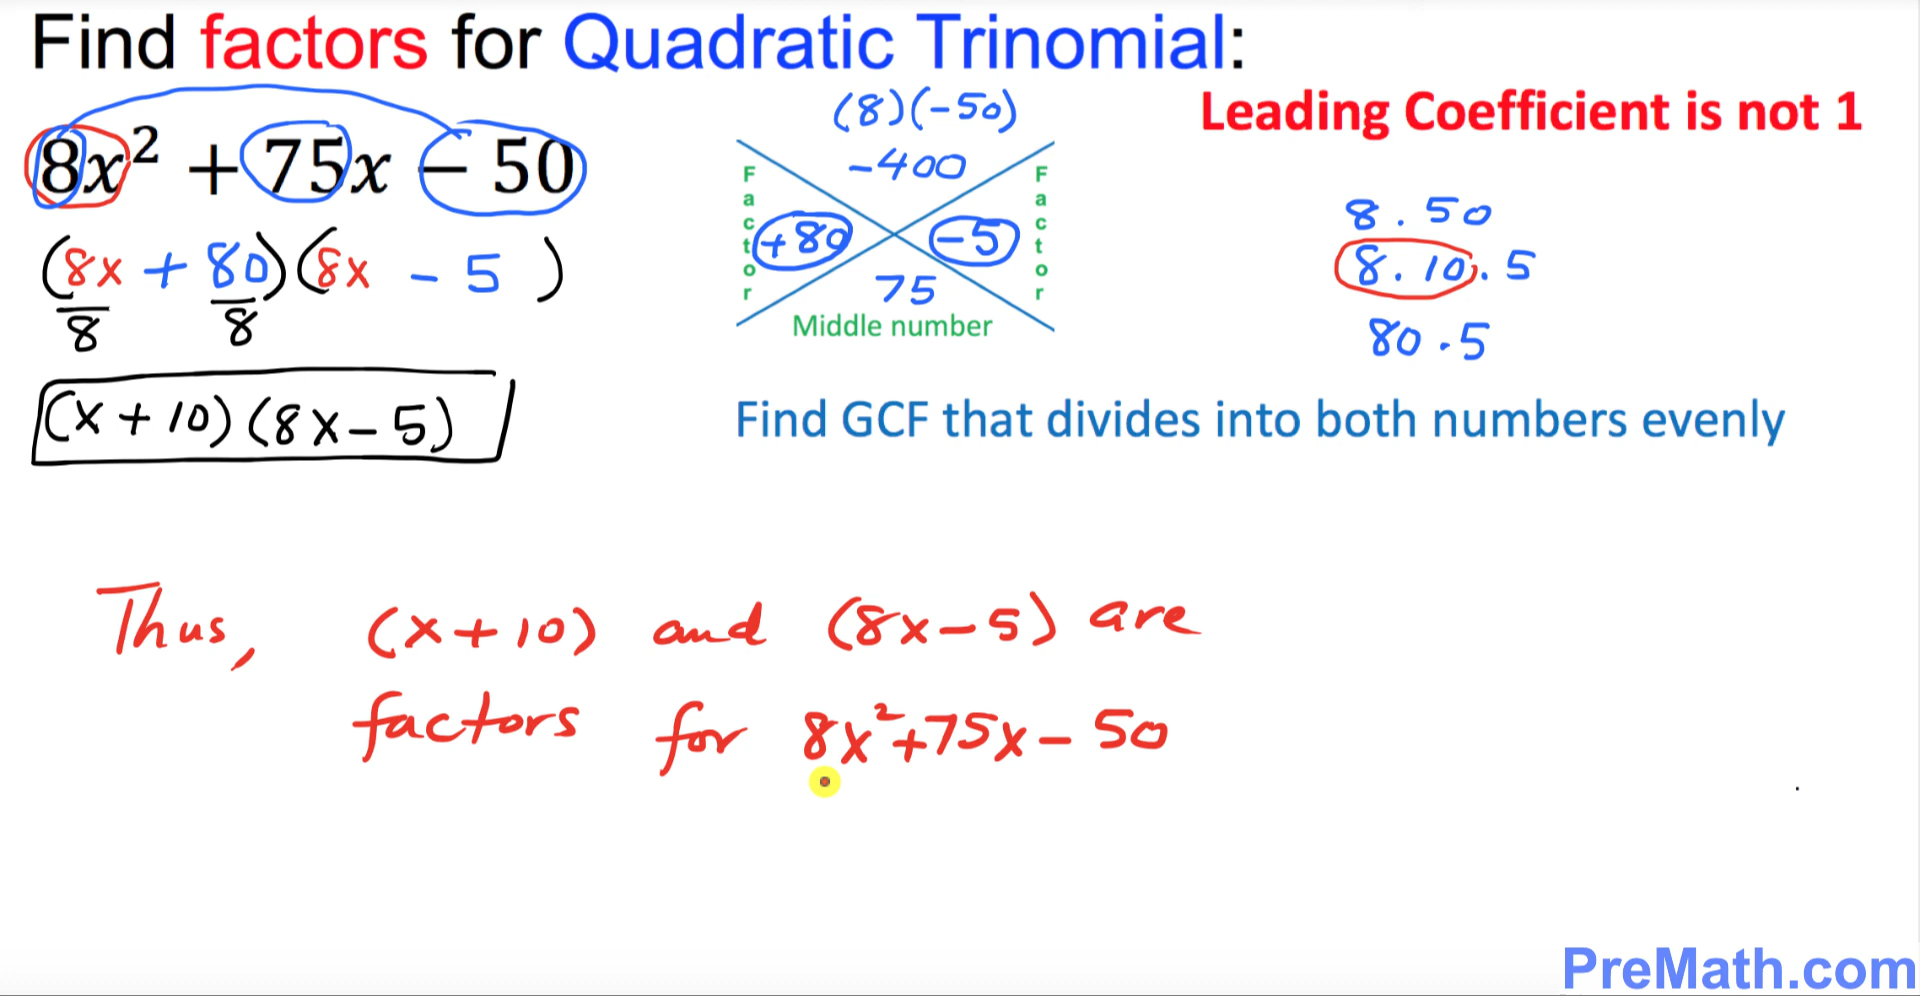 Find factors for Quadratic Trinomial:
Leading Coefficient is not 1
8x² + 75x − 50
(8x + 80)(8x - 5)
8 8
(x + 10)(8x − 5)
(8)(−50)
−400
Factor
+80
−5
Factor
75
Middle number
8 . 50
8 . 10 . 5
80 . 5
Find GCF that divides into both numbers evenly
Thus, (x + 10) and (8x − 5) are
factors for 8x² + 75x − 50
PreMath.com